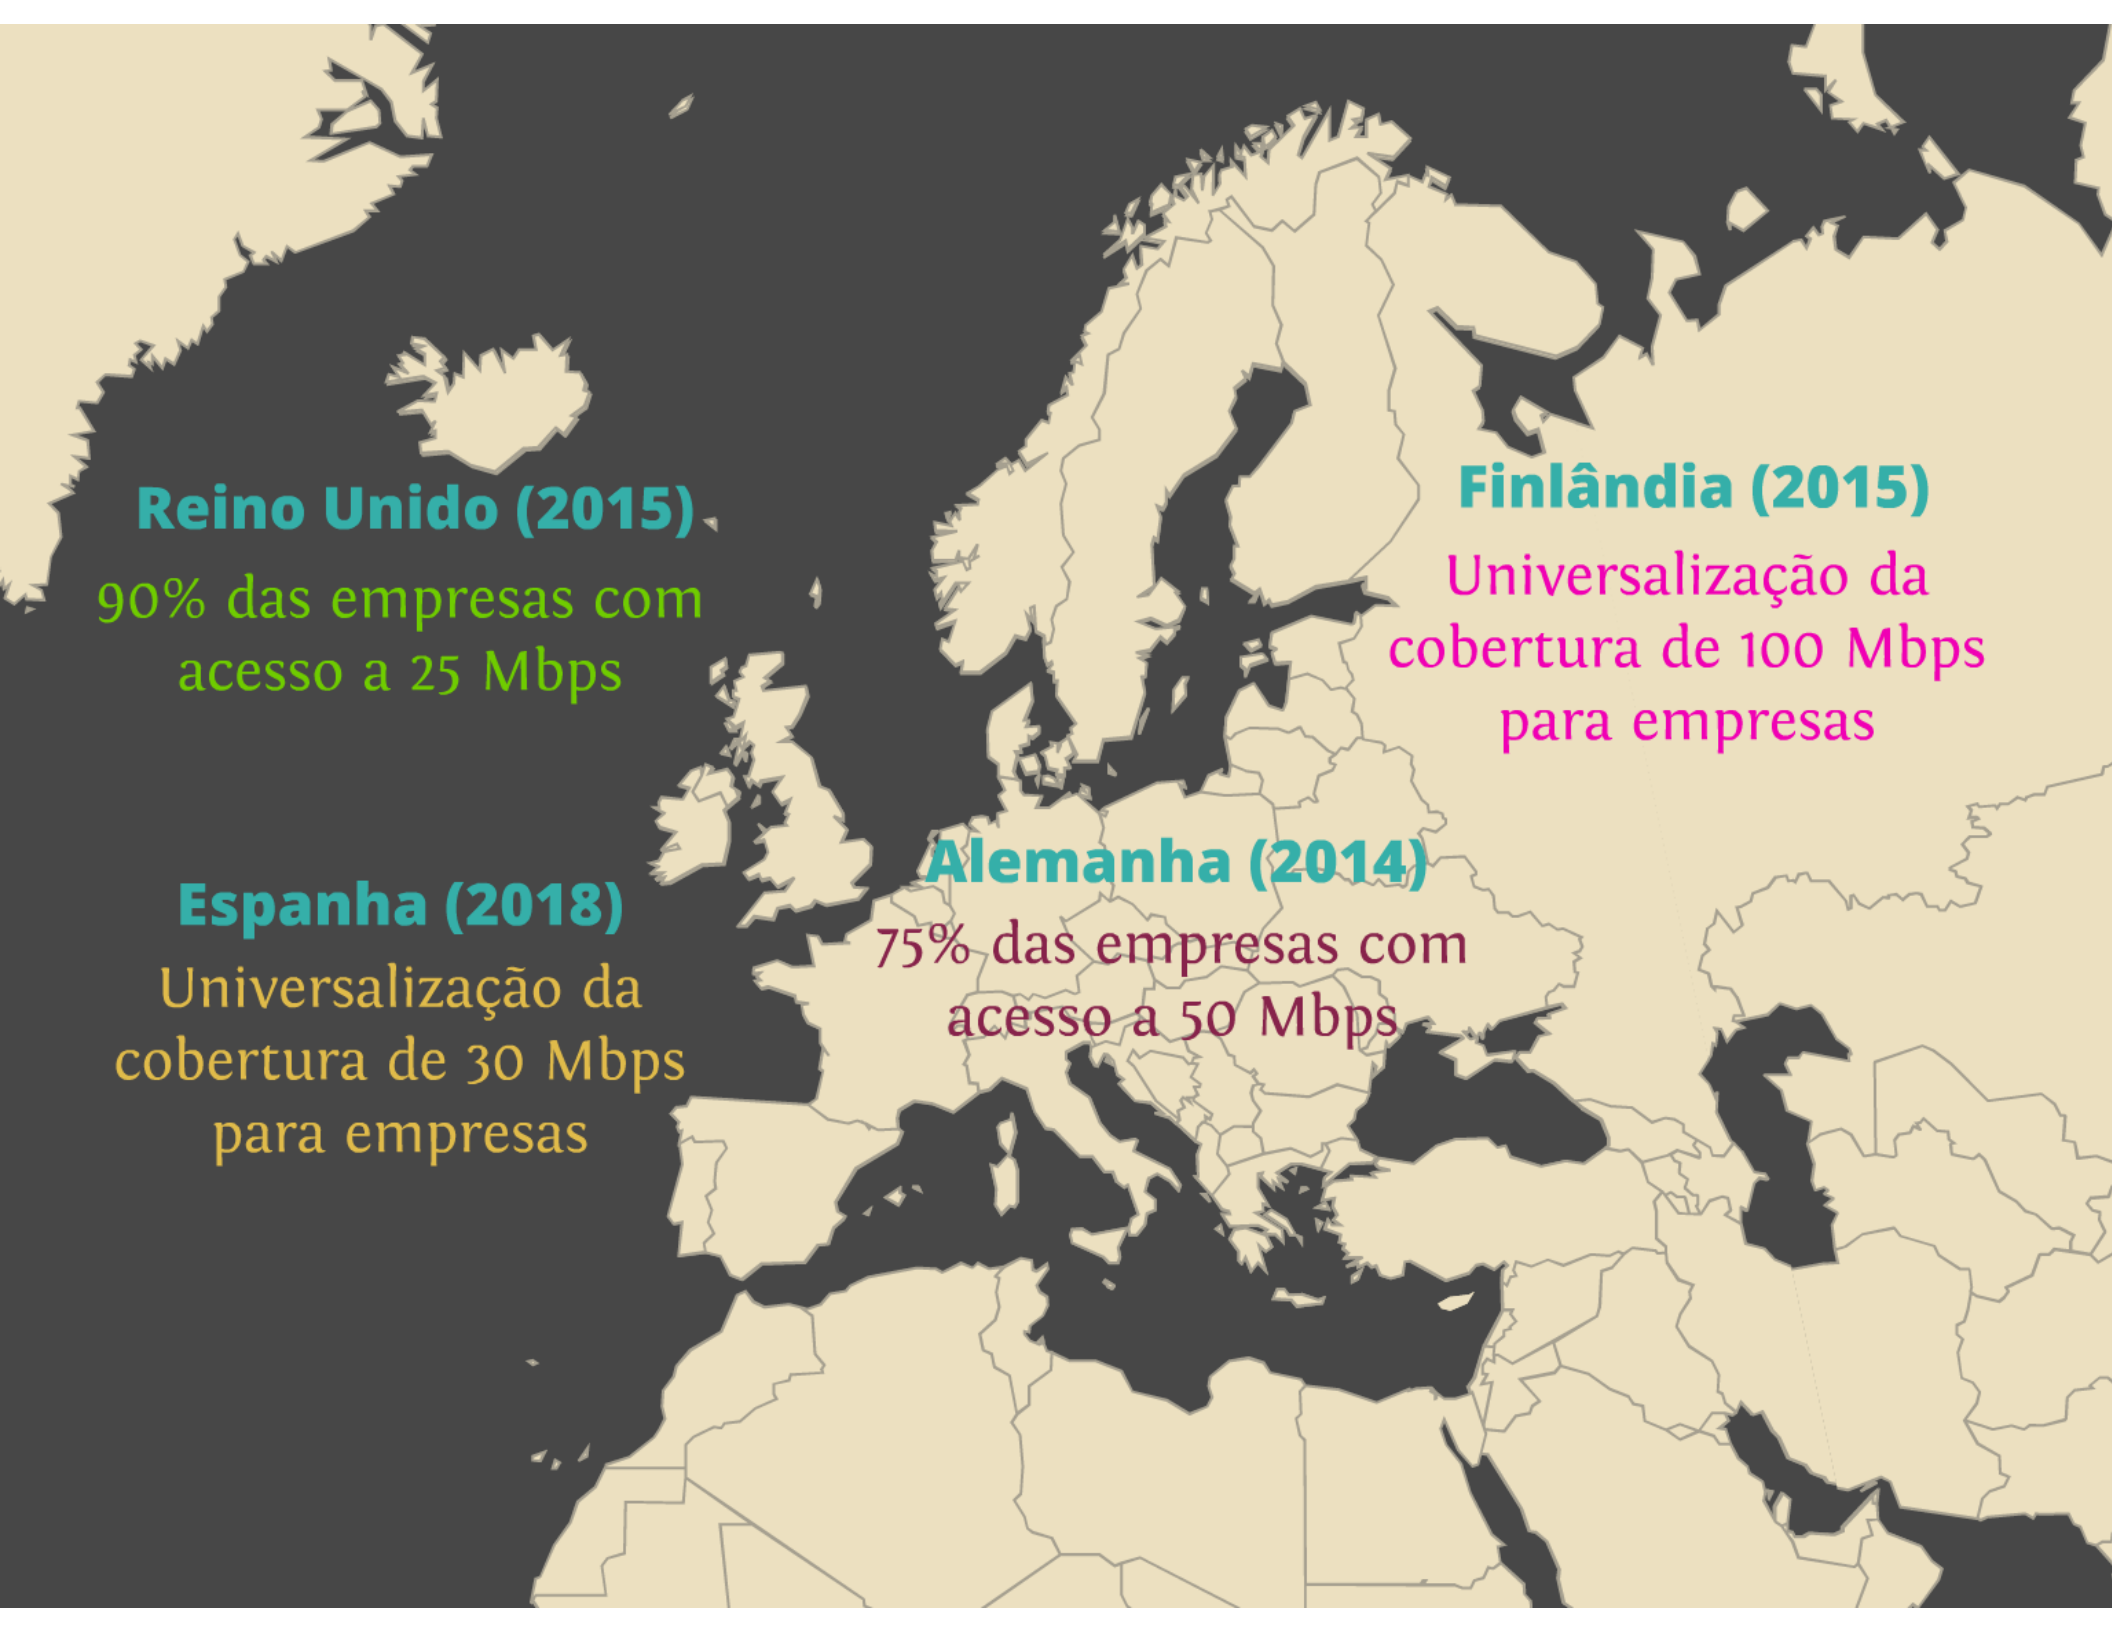 Reino Unido (2015)
90% das empresas com
acesso a 25 Mbps
Finlândia (2015)
Universalização da
cobertura de 100 Mbps
para empresas
Espanha (2018)
Universalização da
cobertura de 30 Mbps
para empresas
Alemanha (2014)
75% das empresas com
acesso a 50 Mbps